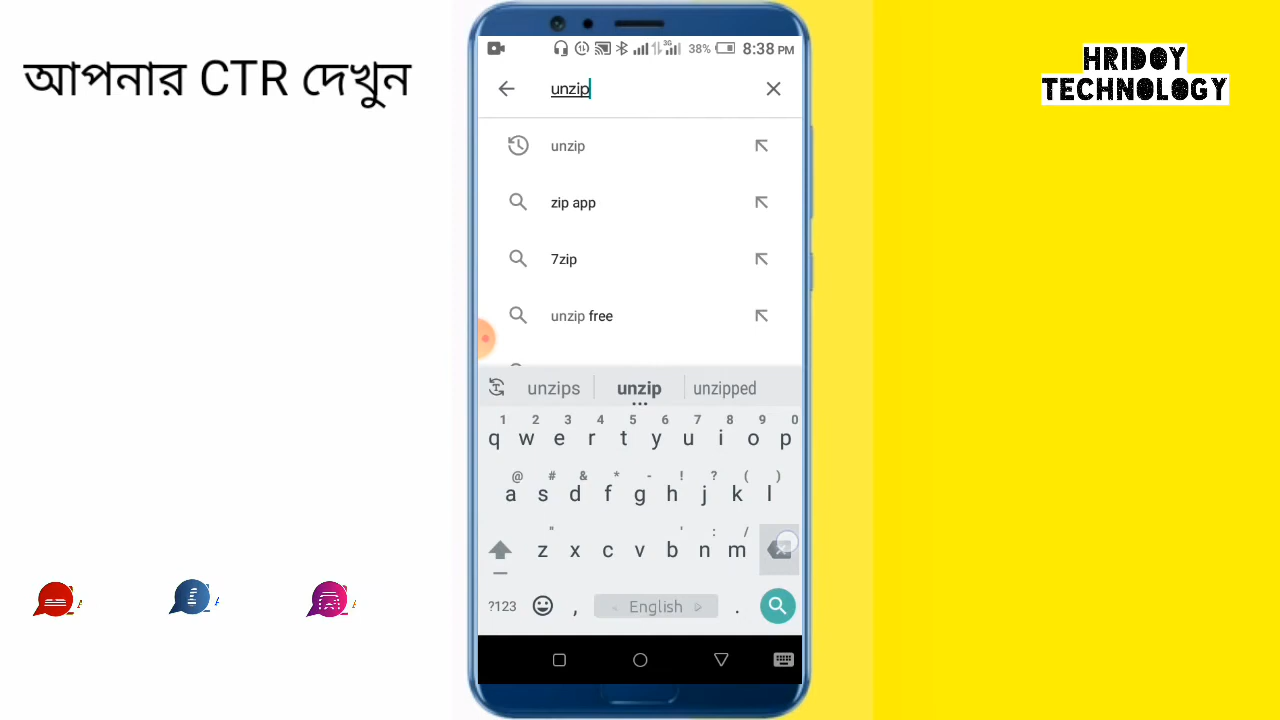 আপনার CTR দেখুন
HRIDOY
TECHNOLOGY
3G 38% 8:38 PM
unzip
unzip
zip app
7zip
unzip free
unzips unzip unzipped
1 2 3 4 5 6 7 8 9 0
q w e r t y u i o p
@ # & * - ! ? ( )
a s d f g h j k l
" ' : /
z x c v b n m
?123 , English .